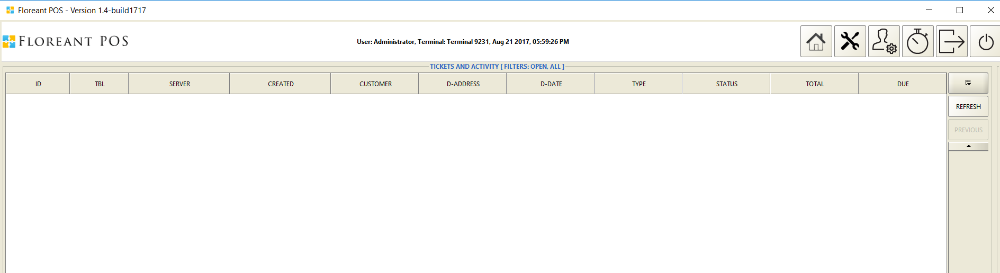 Floreant POS - Version 1.4-build1717
FLOREANT POS
User: Administrator, Terminal: Terminal 9231, Aug 21 2017, 05:59:26 PM
TICKETS AND ACTIVITY [ FILTERS: OPEN, ALL ]
ID TBL SERVER CREATED CUSTOMER D-ADDRESS D-DATE TYPE STATUS TOTAL DUE
REFRESH
PREVIOUS